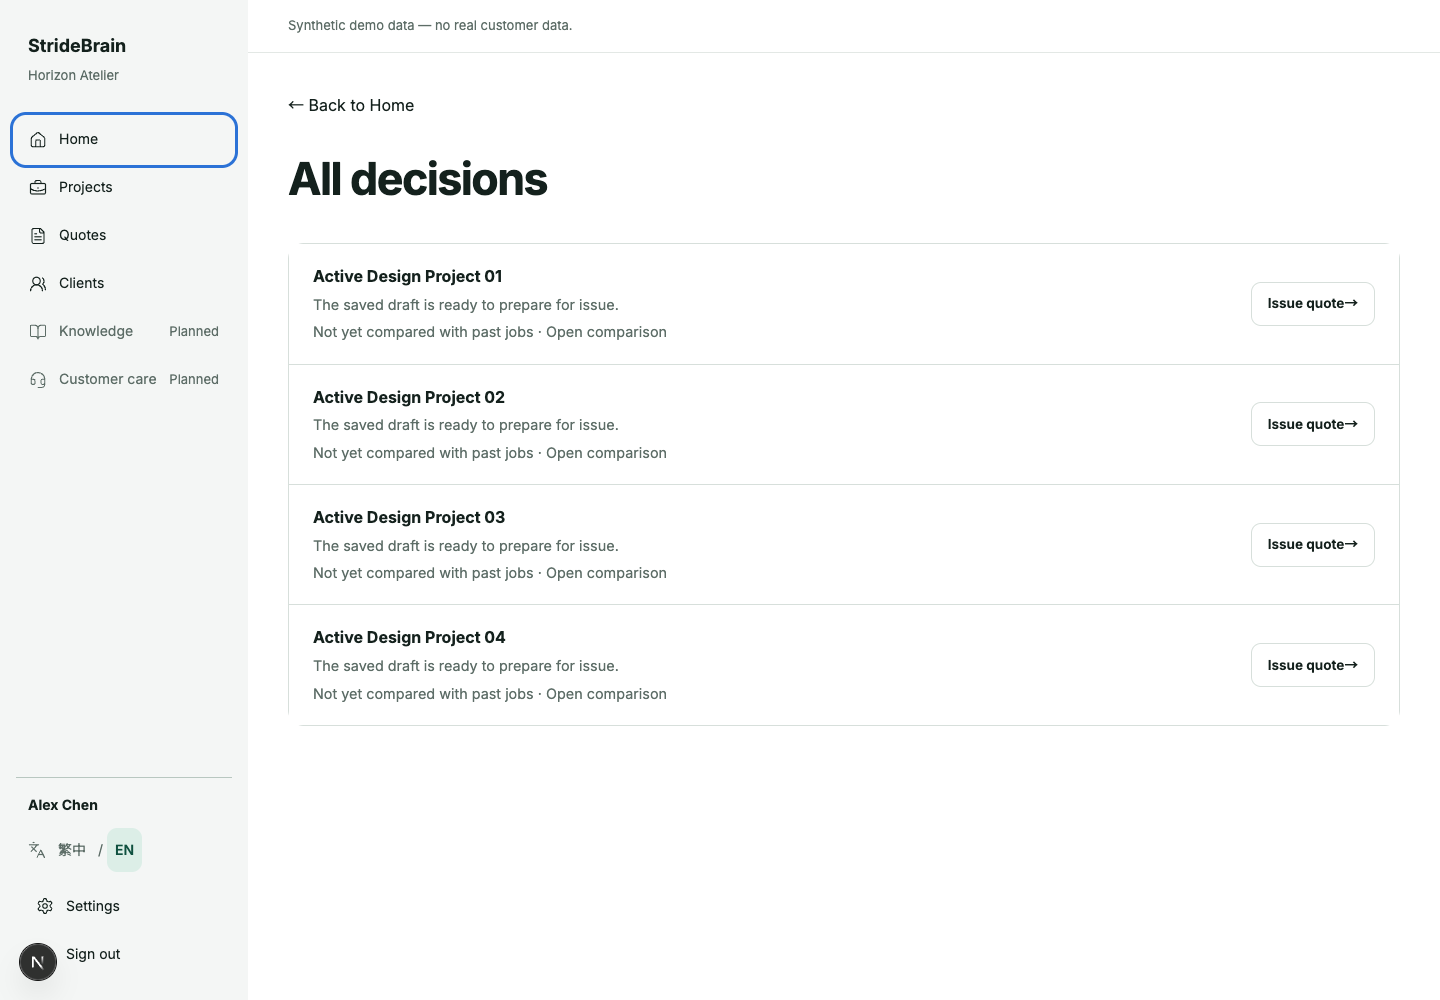 StrideBrain
Horizon Atelier
Home
Projects
Quotes
Clients
Knowledge Planned
Customer care Planned
Alex Chen
繁中 / EN
Settings
N Sign out
Synthetic demo data — no real customer data.
← Back to Home
All decisions
Active Design Project 01
The saved draft is ready to prepare for issue.
Not yet compared with past jobs · Open comparison
Issue quote→
Active Design Project 02
The saved draft is ready to prepare for issue.
Not yet compared with past jobs · Open comparison
Issue quote→
Active Design Project 03
The saved draft is ready to prepare for issue.
Not yet compared with past jobs · Open comparison
Issue quote→
Active Design Project 04
The saved draft is ready to prepare for issue.
Not yet compared with past jobs · Open comparison
Issue quote→